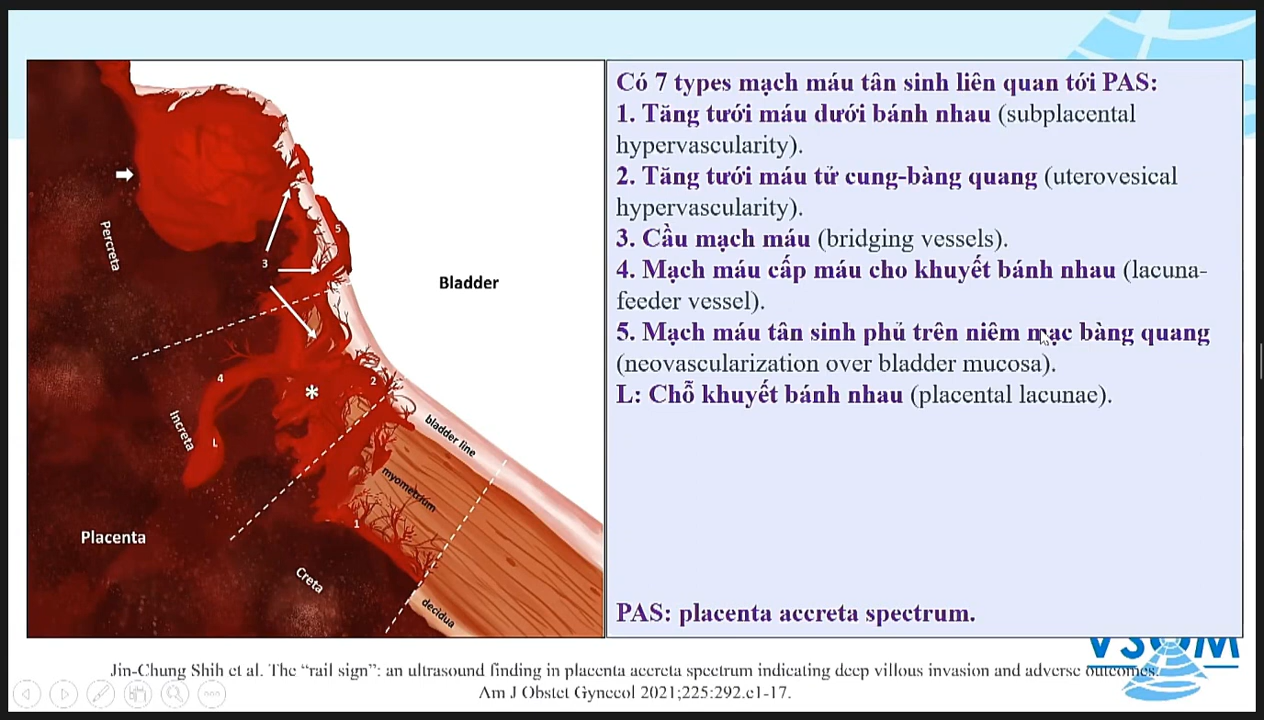 Có 7 types mạch máu tân sinh liên quan tới PAS:
1. Tăng tưới máu dưới bánh nhau (subplacental
hypervascularity).
2. Tăng tưới máu tử cung-bàng quang (uterovesical
hypervascularity).
3. Cầu mạch máu (bridging vessels).
4. Mạch máu cấp máu cho khuyết bánh nhau (lacuna-
feeder vessel).
5. Mạch máu tân sinh phủ trên niêm mạc bàng quang
(neovascularization over bladder mucosa).
L: Chỗ khuyết bánh nhau (placental lacunae).
PAS: placenta accreta spectrum.
Percreta
3
5
Bladder
4
2
*
Increta
L
bladder line
myometrium
1
Placenta
Creta
decidua
VSUM
Jin-Chung Shih et al. The “rail sign”: an ultrasound finding in placenta accreta spectrum indicating deep villous invasion and adverse outcomes.
Am J Obstet Gynecol 2021;225:292.e1-17.